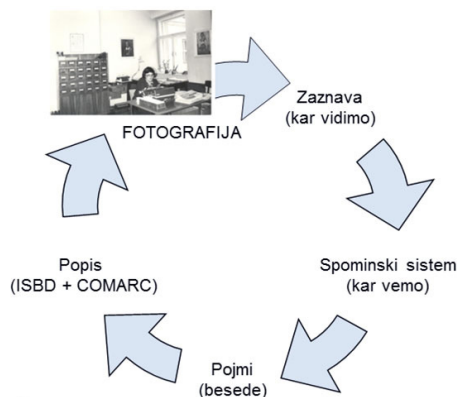 FOTOGRAFIJA
Zaznava
(kar vidimo)
Spominski sistem
(kar vemo)
Pojmi
(besede)
Popis
(ISBD + COMARC)